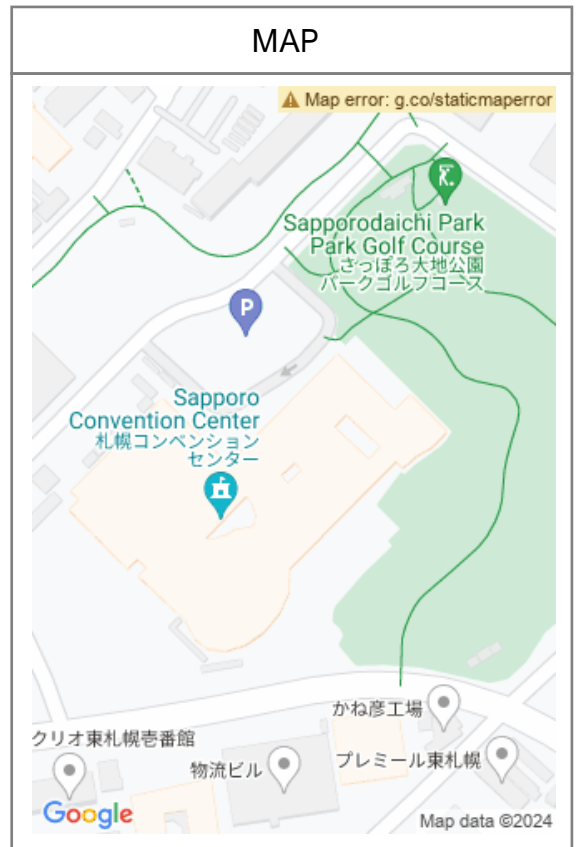 MAP
Map error: g.co/staticmaperror
Sapporodaichi Park
Park Golf Course
さっぽろ大地公園
パークゴルフコース
P
Sapporo
Convention Center
札幌コンベンション
センター
かね彦工場
クリオ東札幌壱番館
物流ビル
プレミール東札幌
Google
Map data ©2024